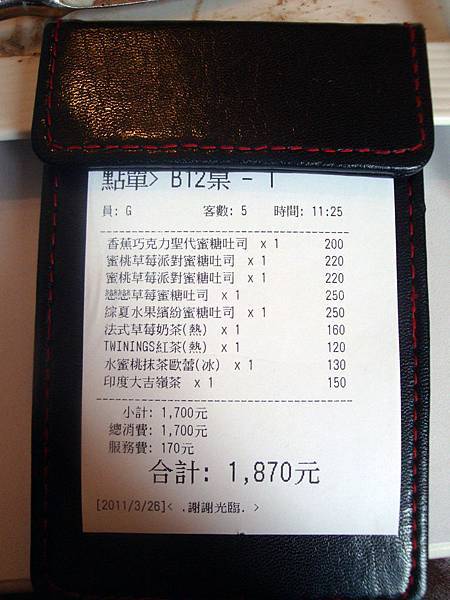 點單> B12桌 - 1
員: G 客數: 5 時間: 11:25
香蕉巧克力聖代蜜糖吐司 x 1 200
蜜桃草莓派對蜜糖吐司 x 1 220
蜜桃草莓派對蜜糖吐司 x 1 220
戀戀草莓蜜糖吐司 x 1 250
綜夏水果繽紛蜜糖吐司 x 1 250
法式草莓奶茶(熱) x 1 160
TWININGS紅茶(熱) x 1 120
水蜜桃抹茶歐蕾(冰) x 1 130
印度大吉嶺茶 x 1 150
小計: 1,700元
總消費: 1,700元
服務費: 170元
合計: 1,870元
[2011/3/26]< .謝謝光臨. >